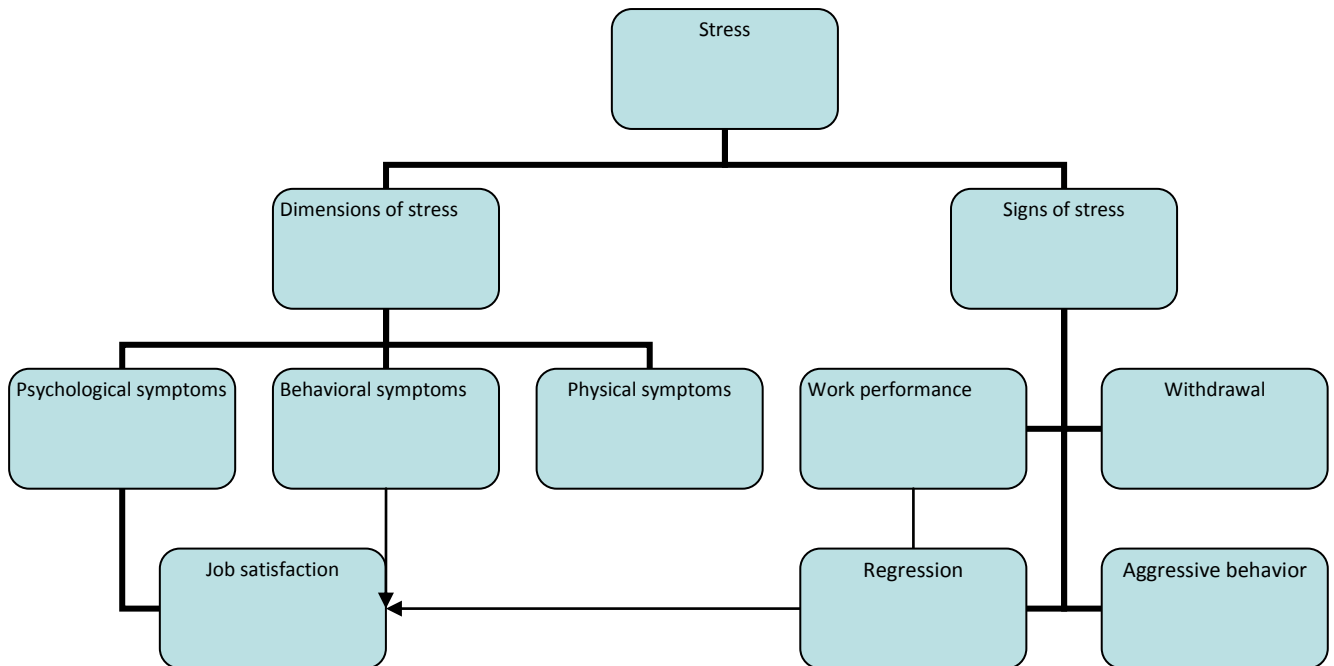 Stress
Dimensions of stress
Signs of stress
Psychological symptoms
Behavioral symptoms
Physical symptoms
Work performance
Withdrawal
Job satisfaction
Regression
Aggressive behavior